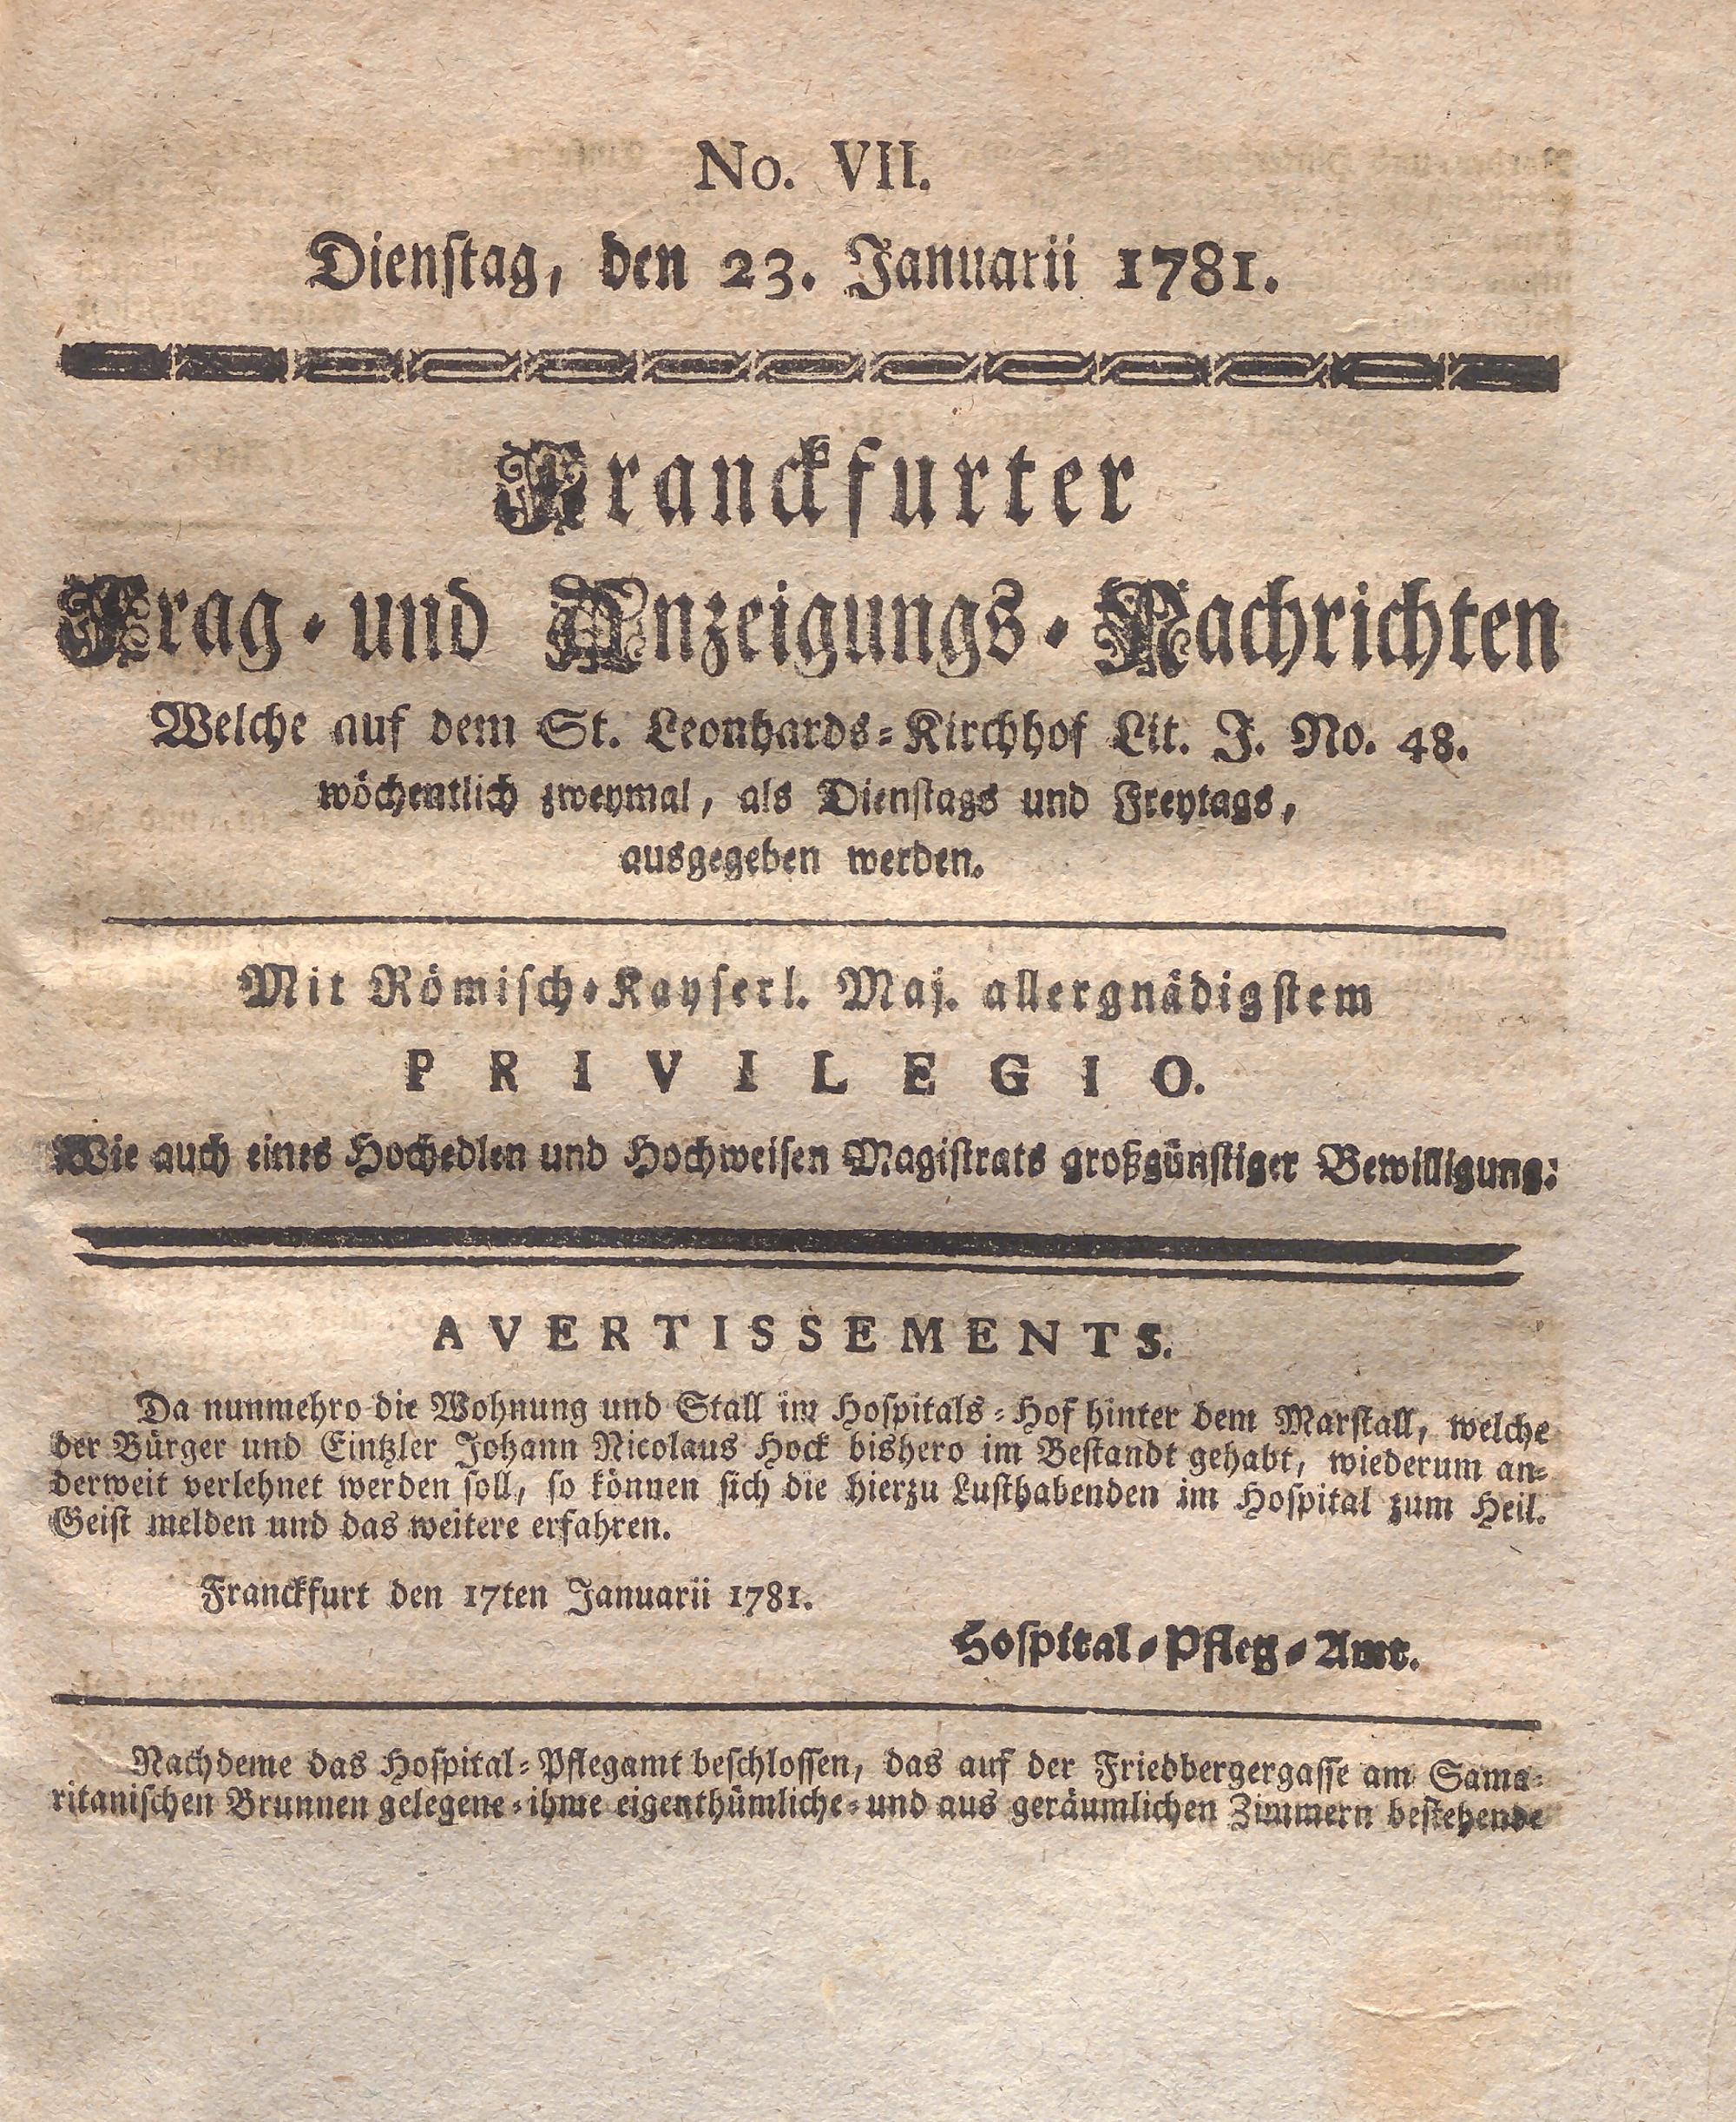 No. VII.
Dienstag, den 23. Januarii 1781.
Franckfurter
Frag- und Anzeigungs-Nachrichten
Welche auf dem St. Leonhards-Kirchhof Lit. J. No. 48.
wöchentlich zweymal, als Dienstags und Freytags,
ausgegeben werden.
Mit Römisch-Kayserl. Maj. allergnädigstem
PRIVILEGIO.
Wie auch eines Hochedlen und Hochweisen Magistrats großgünstiger Bewilligung:
AVERTISSEMENTS.
Da nunmehro die Wohnung und Stall im Hospitals-Hof hinter dem Marstall, welche
der Bürger und Eintzler Johann Nicolaus Hock bishero im Bestandt gehabt, wiederum an-
derweit verlehnet werden soll, so können sich die hierzu Lusthabenden im Hospital zum Heil.
Geist melden und das weitere erfahren.
Franckfurt den 17ten Januarii 1781.
Hospital-Pfleg-Amt.
Nachdeme das Hospital-Pflegamt beschlossen, das auf der Friedbergergasse am Sama-
ritanischen Brunnen gelegene-ihme eigenthümliche-und aus geräumlichen Zimmern bestehende